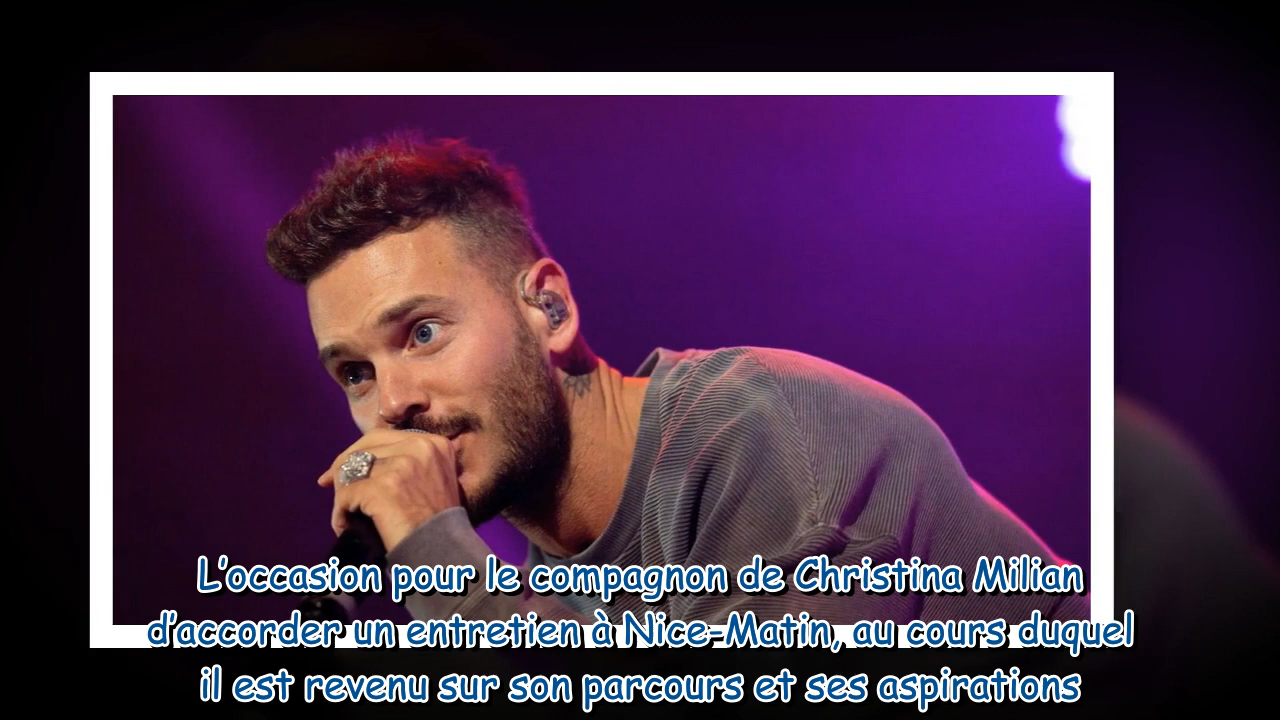 L’occasion pour le compagnon de Christina Milian
d’accorder un entretien à Nice-Matin, au cours duquel
il est revenu sur son parcours et ses aspirations